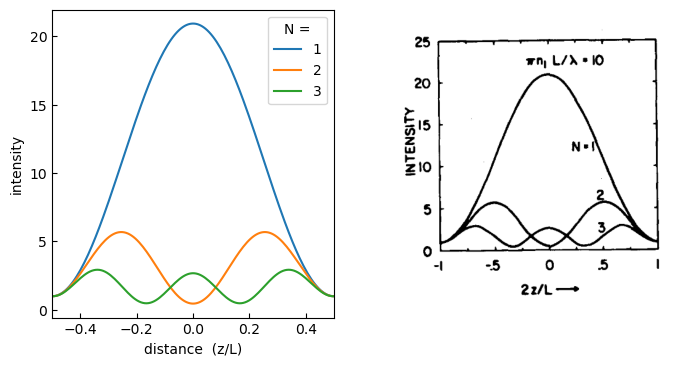 N =
1
2
3
20
15
10
5
0
intensity
−0.4 −0.2 0.0 0.2 0.4
distance (z/L)
25
20
15
10
5
0
INTENSITY
πn₁ L/λ = 10
N = 1
2
3
-1 -.5 0 .5 1
2z/L →